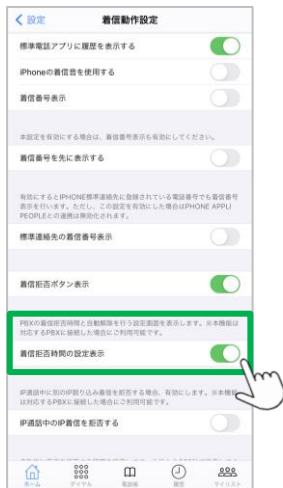 設定
着信動作設定
標準電話アプリに履歴を表示する
iPhoneの着信音を使用する
着信番号表示
本設定を有効にする場合は、着信番号表示も有効にしてください。
着信番号を先に表示する
有効にするとIPHONE標準連絡先に登録されている電話番号でも着信番号
表示を行います。ただし、この設定を有効にした場合はPHONE APPLI
PEOPLEとの連携は無効化されます。
標準連絡先の着信番号表示
着信拒否ボタン表示
PBXの着信拒否時間と自動解除を行う設定画面を表示します。※本機能は
対応するPBXに接続した場合にご利用可能です。
着信拒否時間の設定表示
IP通話中に別のIP割り込み着信を拒否する場合、有効にします。※本機能
は対応するPBXに接続した場合にご利用可能です。
IP通話中のIP着信を拒否する
ホーム
ダイヤル
電話帳
履歴
マイリスト